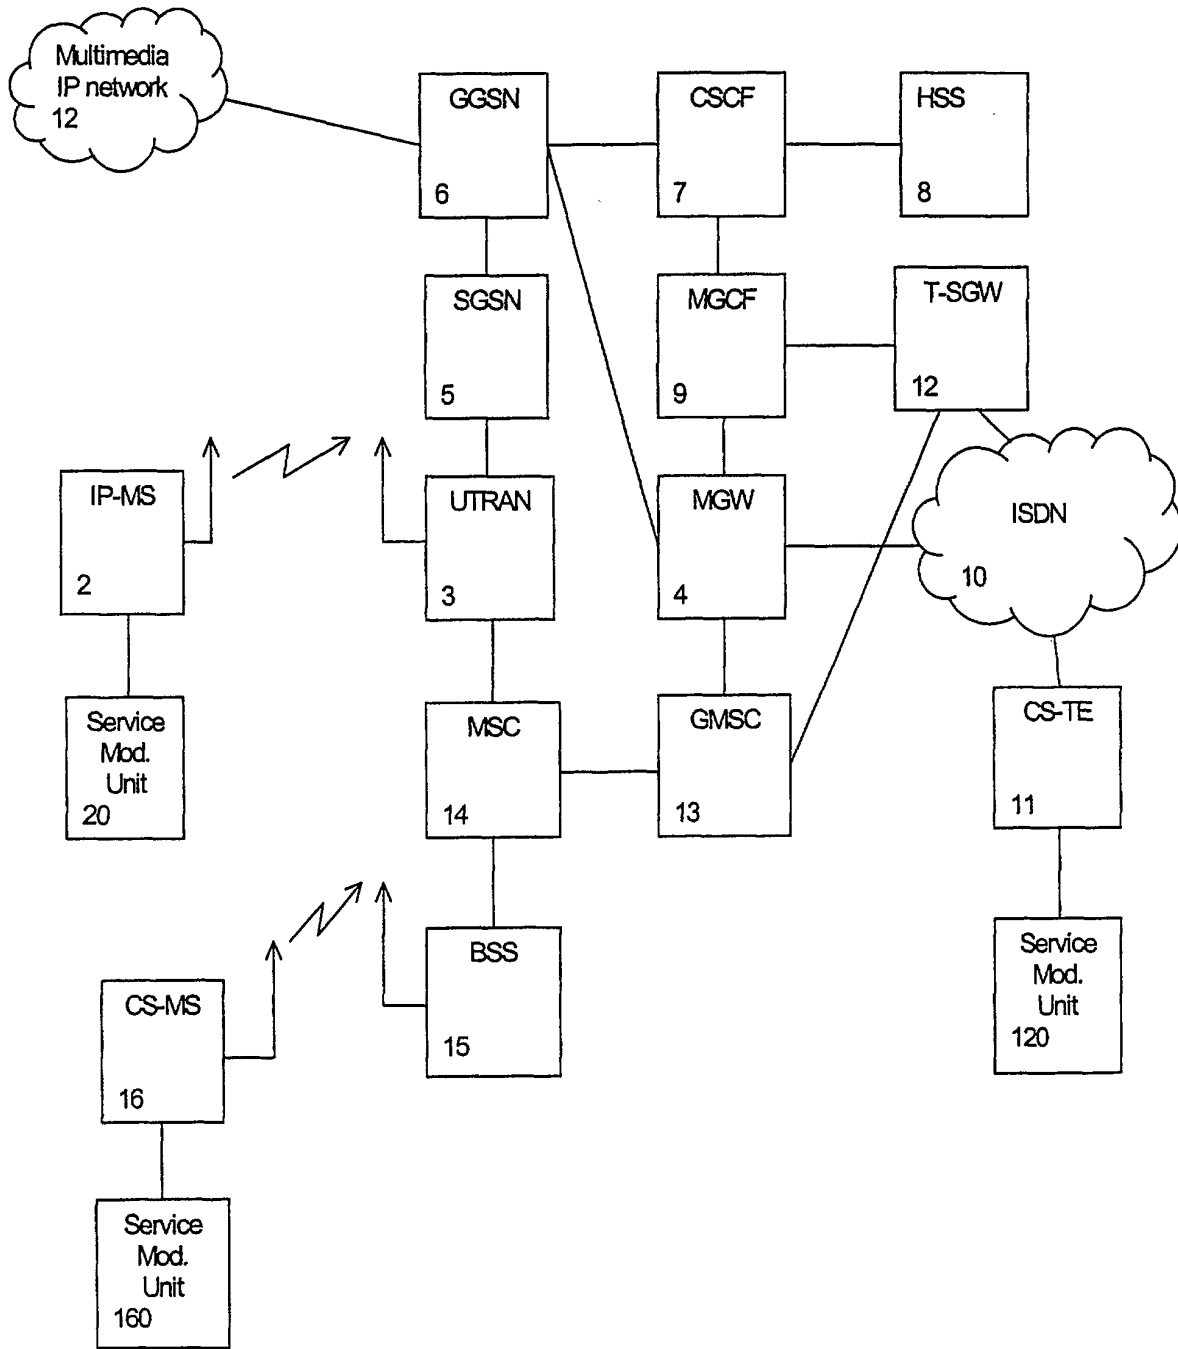 Multimedia
IP network
12
GGSN
6
CSCF
7
HSS
8
SGSN
5
MGCF
9
T-SGW
12
IP-MS
2
UTRAN
3
MGW
4
ISDN
10
Service
Mod.
Unit
20
MSC
14
GMSC
13
CS-TE
11
CS-MS
16
BSS
15
Service
Mod.
Unit
120
Service
Mod.
Unit
160